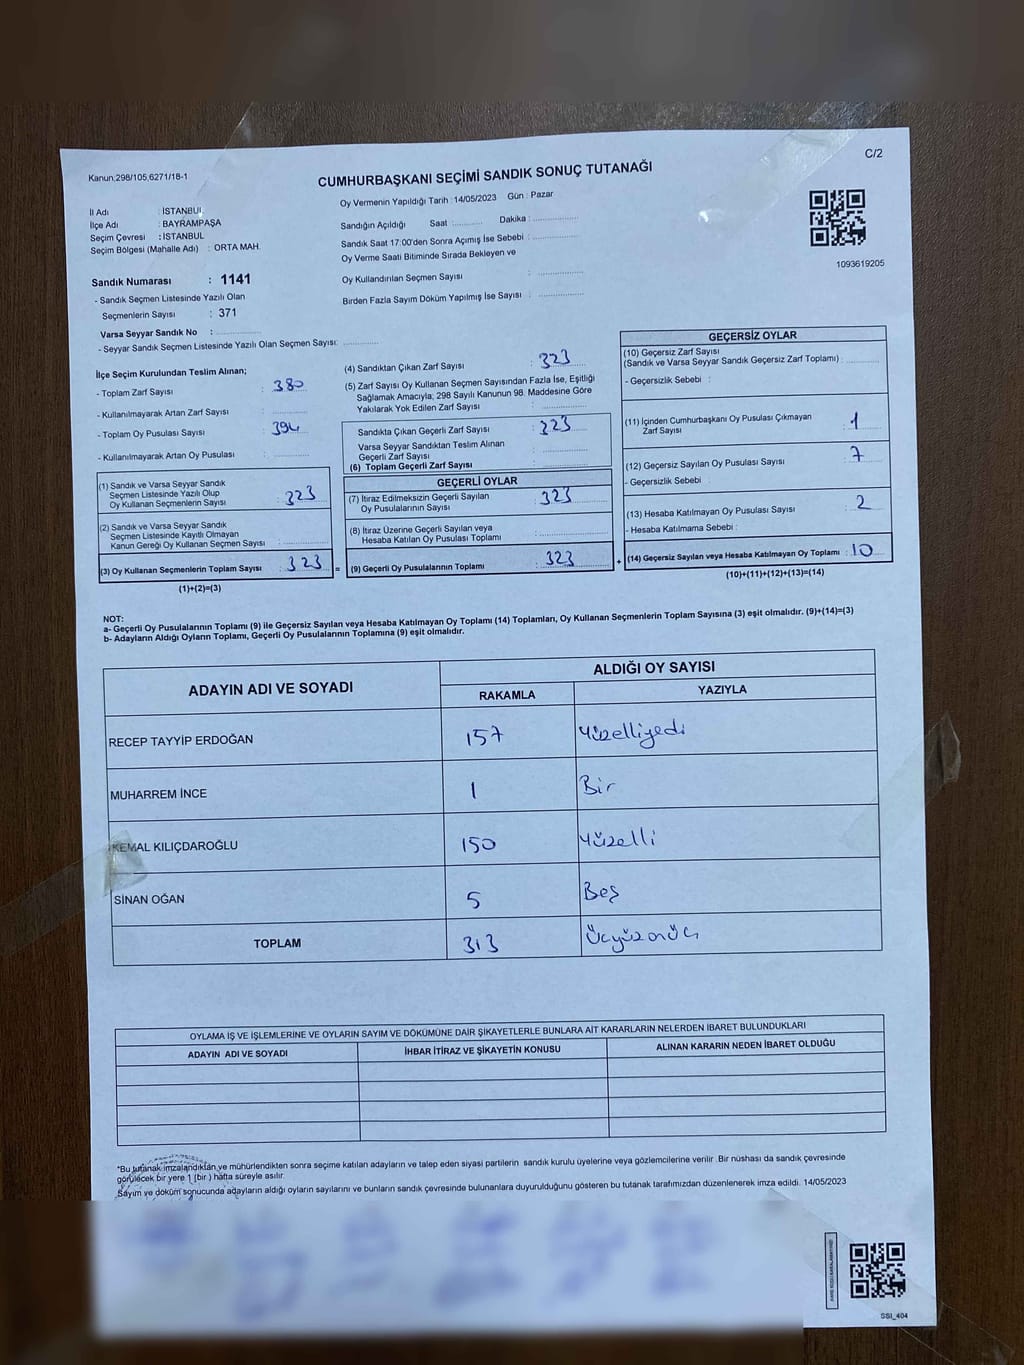 C/2
Kanun;298/105,6271/18-1
CUMHURBAŞKANI SEÇİMİ SANDIK SONUÇ TUTANAĞI
Oy Vermenin Yapıldığı Tarih : 14/05/2023 Gün : Pazar
İl Adı : İSTANBUL
İlçe Adı : BAYRAMPAŞA
Seçim Çevresi : İSTANBUL
Seçim Bölgesi (Mahalle Adı) : ORTA MAH.
Sandığın Açıldığı Saat :........... Dakika :................
Sandık Saat 17:00'den Sonra Açımış İse Sebebi :................
Oy Verme Saati Bitiminde Sırada Bekleyen ve
Oy Kullandırılan Seçmen Sayısı :................
Birden Fazla Sayım Döküm Yapılmış İse Sayısı :................
1093619205
Sandık Numarası : 1141
- Sandık Seçmen Listesinde Yazılı Olan
Seçmenlerin Sayısı : 371
Varsa Seyyar Sandık No :................
- Seyyar Sandık Seçmen Listesinde Yazılı Olan Seçmen Sayısı: ............
İlçe Seçim Kurulundan Teslim Alınan;
- Toplam Zarf Sayısı : 380
- Kullanılmayarak Artan Zarf Sayısı :............
- Toplam Oy Pusulası Sayısı : 394
- Kullanılmayarak Artan Oy Pusulası :............
(1) Sandık ve Varsa Seyyar Sandık
Seçmen Listesinde Yazılı Olup
Oy Kullanan Seçmenlerin Sayısı : 323
(2) Sandık ve Varsa Seyyar Sandık
Seçmen Listesinde Kayıtlı Olmayan
Kanun Gereği Oy Kullanan Seçmen Sayısı :............
(3) Oy Kullanan Seçmenlerin Toplam Sayısı : 323 =
(1)+(2)=(3)
(4) Sandıktan Çıkan Zarf Sayısı : 323
(5) Zarf Sayısı Oy Kullanan Seçmen Sayısından Fazla İse, Eşitliği
Sağlamak Amacıyla; 298 Sayılı Kanunun 98. Maddesine Göre
Yakılarak Yok Edilen Zarf Sayısı :............
Sandıkta Çıkan Geçerli Zarf Sayısı : 323
Varsa Seyyar Sandıktan Teslim Alınan
Geçerli Zarf Sayısı :............
(6) Toplam Geçerli Zarf Sayısı :............
GEÇERLİ OYLAR
(7) İtiraz Edilmeksizin Geçerli Sayılan
Oy Pusulalarının Sayısı : 323
(8) İtiraz Üzerine Geçerli Sayılan veya
Hesaba Katılan Oy Pusulası Toplamı :............
(9) Geçerli Oy Pusulalarının Toplamı : 323 +
GEÇERSİZ OYLAR
(10) Geçersiz Zarf Sayısı
(Sandık ve Varsa Seyyar Sandık Geçersiz Zarf Toplamı) :............
- Geçersizlik Sebebi :
(11) İçinden Cumhurbaşkanı Oy Pusulası Çıkmayan
Zarf Sayısı : 1
(12) Geçersiz Sayılan Oy Pusulası Sayısı : 7
- Geçersizlik Sebebi :
(13) Hesaba Katılmayan Oy Pusulası Sayısı : 2
- Hesaba Katılmama Sebebi :
(14) Geçersiz Sayılan veya Hesaba Katılmayan Oy Toplamı : 10
(10)+(11)+(12)+(13)=(14)
NOT:
a- Geçerli Oy Pusulalarının Toplamı (9) ile Geçersiz Sayılan veya Hesaba Katılmayan Oy Toplamı (14) Toplamları, Oy Kullanan Seçmenlerin Toplam Sayısına (3) eşit olmalıdır. (9)+(14)=(3)
b- Adayların Aldığı Oyların Toplamı, Geçerli Oy Pusulalarının Toplamına (9) eşit olmalıdır.
ADAYIN ADI VE SOYADI ALDIĞI OY SAYISI
RAKAMLA YAZIYLA
RECEP TAYYİP ERDOĞAN 157 Yüzelliyedi
MUHARREM İNCE 1 Bir
KEMAL KILIÇDAROĞLU 150 Yüzelli
SİNAN OĞAN 5 Beş
TOPLAM 313 Üçyüzonüç
OYLAMA İŞ VE İŞLEMLERİNE VE OYLARIN SAYIM VE DÖKÜMÜNE DAİR ŞİKAYETLERLE BUNLARA AİT KARARLARIN NELERDEN İBARET BULUNDUKLARI
ADAYIN ADI VE SOYADI İHBAR İTİRAZ VE ŞİKAYETİN KONUSU ALINAN KARARIN NEDEN İBARET OLDUĞU
*Bu tutanak imzalandıktan ve mühürlendikten sonra seçime katılan adayların ve talep eden siyasi partilerin sandık kurulu üyelerine veya gözlemcilerine verilir. Bir nüshası da sandık çevresinde
görülecek bir yere 1 (bir) hafta süreyle asılır.
Sayım ve döküm sonucunda adayların aldığı oyların sayılarını ve bunların sandık çevresinde bulunanlara duyurulduğunu gösteren bu tutanak tarafımızdan düzenlenerek imza edildi. 14/05/2023
SSI_404